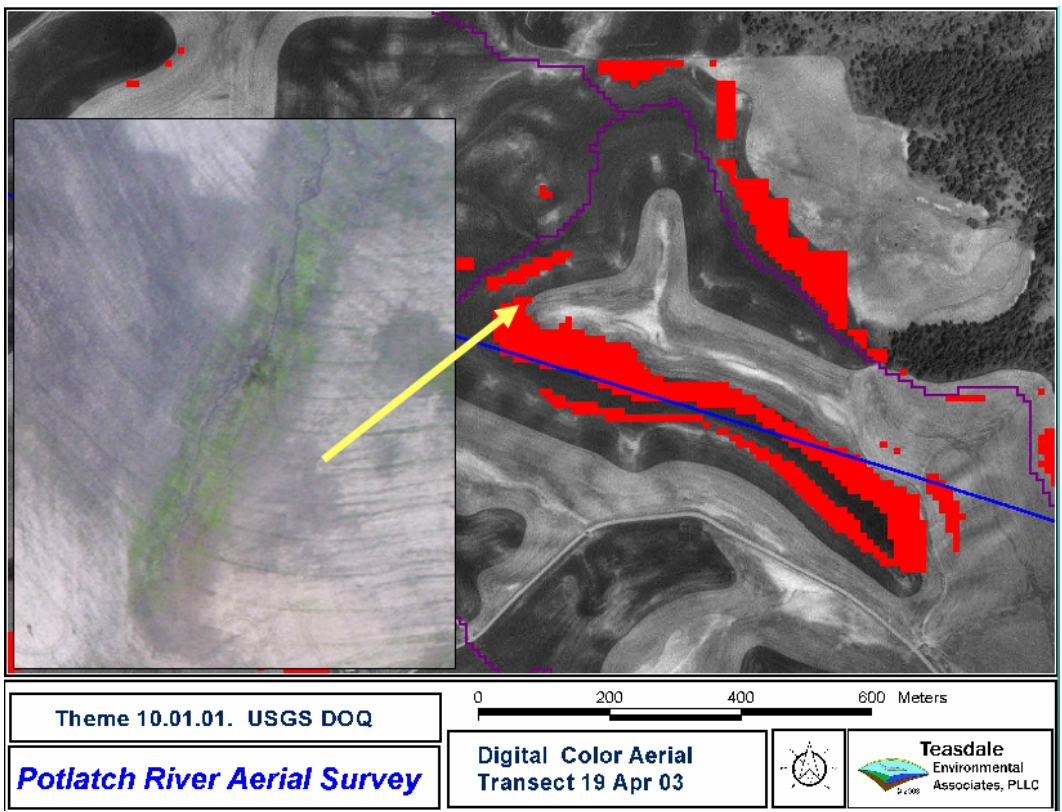 0 200 400 600 Meters
Theme 10.01.01. USGS DOQ
Potlatch River Aerial Survey
Digital Color Aerial
Transect 19 Apr 03
Teasdale
Environmental
Associates, PLLC